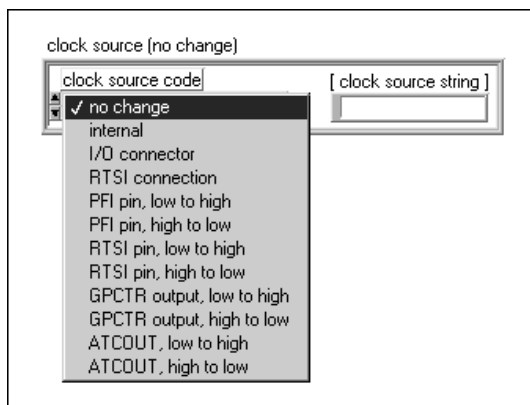 clock source (no change)
clock source code [ clock source string ]
✓ no change
internal
I/O connector
RTSI connection
PFI pin, low to high
PFI pin, high to low
RTSI pin, low to high
RTSI pin, high to low
GPCTR output, low to high
GPCTR output, high to low
ATCOUT, low to high
ATCOUT, high to low